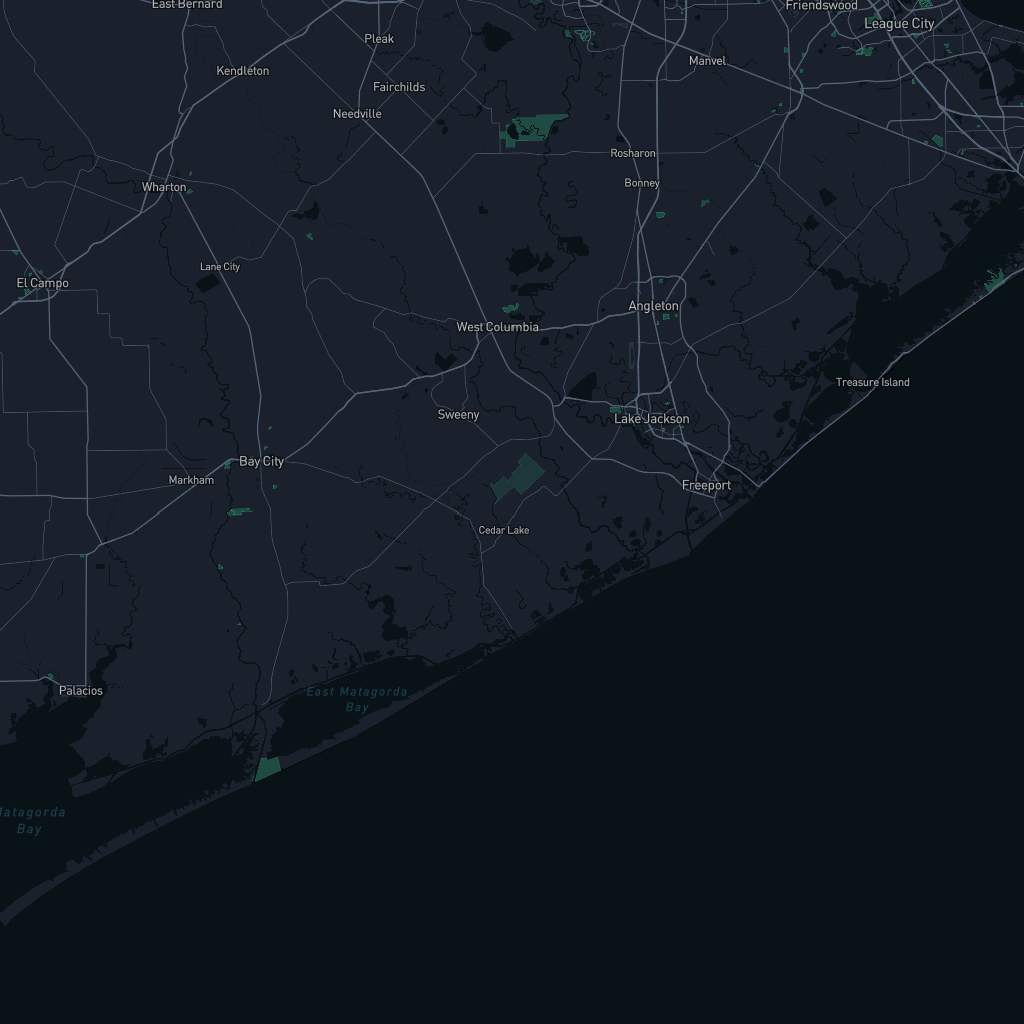 East Bernard
Friendswood
League City
Pleak
Manvel
Kendleton
Fairchilds
Needville
Rosharon
Bonney
Wharton
Lane City
El Campo
Angleton
West Columbia
Treasure Island
Sweeny
Lake Jackson
Bay City
Markham
Freeport
Cedar Lake
Palacios
East Matagorda
Bay
Matagorda
Bay